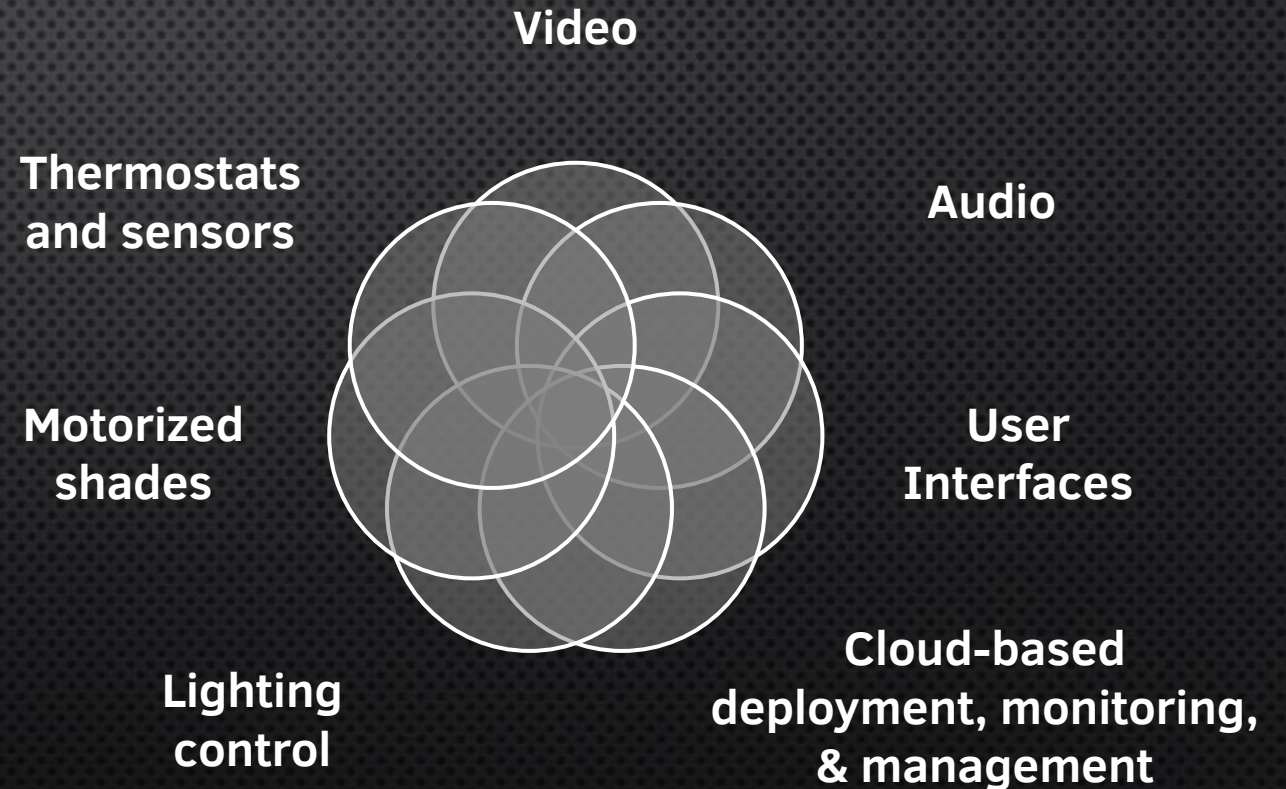 Video
Audio
User
Interfaces
Cloud-based
deployment, monitoring,
& management
Lighting
control
Motorized
shades
Thermostats
and sensors